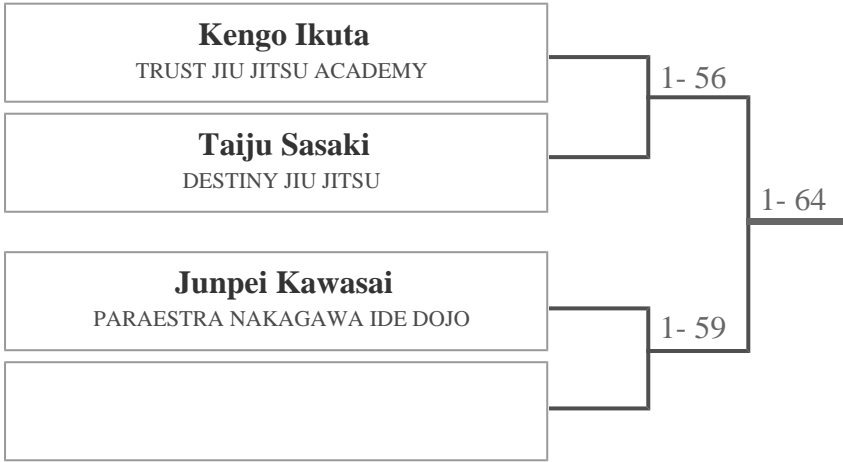 Kengo Ikuta
TRUST JIU JITSU ACADEMY
1- 56
Taiju Sasaki
DESTINY JIU JITSU
1- 64
Junpei Kawasai
PARAESTRA NAKAGAWA IDE DOJO
1- 59